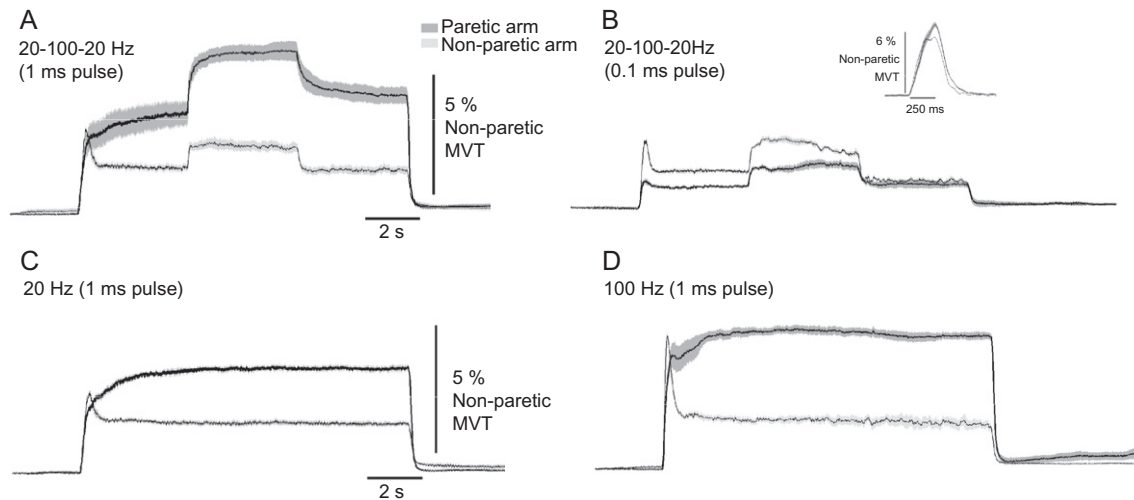 A
20-100-20 Hz
(1 ms pulse)
Paretic arm
Non-paretic arm
5 %
Non-paretic
MVT
2 s
B
20-100-20Hz
(0.1 ms pulse)
6 %
Non-paretic
MVT
250 ms
C
20 Hz (1 ms pulse)
5 %
Non-paretic
MVT
2 s
D
100 Hz (1 ms pulse)